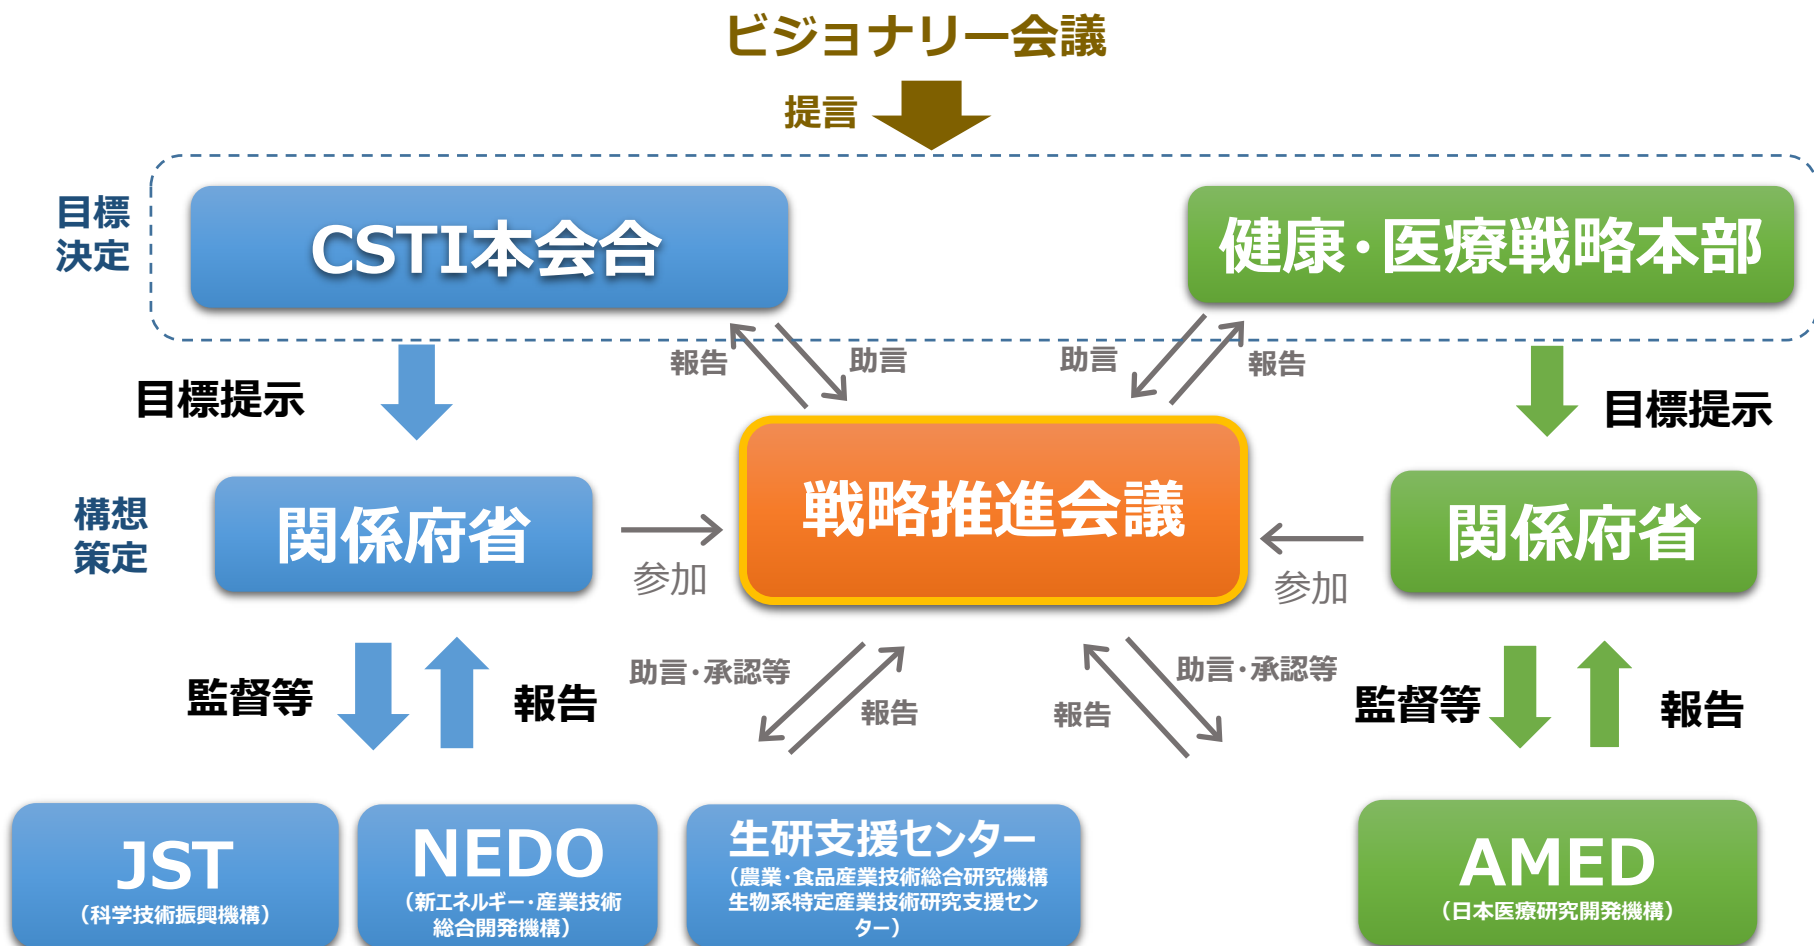 ビジョナリー会議
提言
目標
決定
CSTI本会合
健康・医療戦略本部
報告
助言
助言
報告
目標提示
目標提示
構想
策定
関係府省
参加
戦略推進会議
参加
関係府省
監督等
報告
助言・承認等
報告
報告
助言・承認等
監督等
報告
JST
（科学技術振興機構）
NEDO
（新エネルギー・産業技術
総合開発機構）
生研支援センター
（農業・食品産業技術総合研究機構
生物系特定産業技術研究支援セン
ター）
AMED
（日本医療研究開発機構）